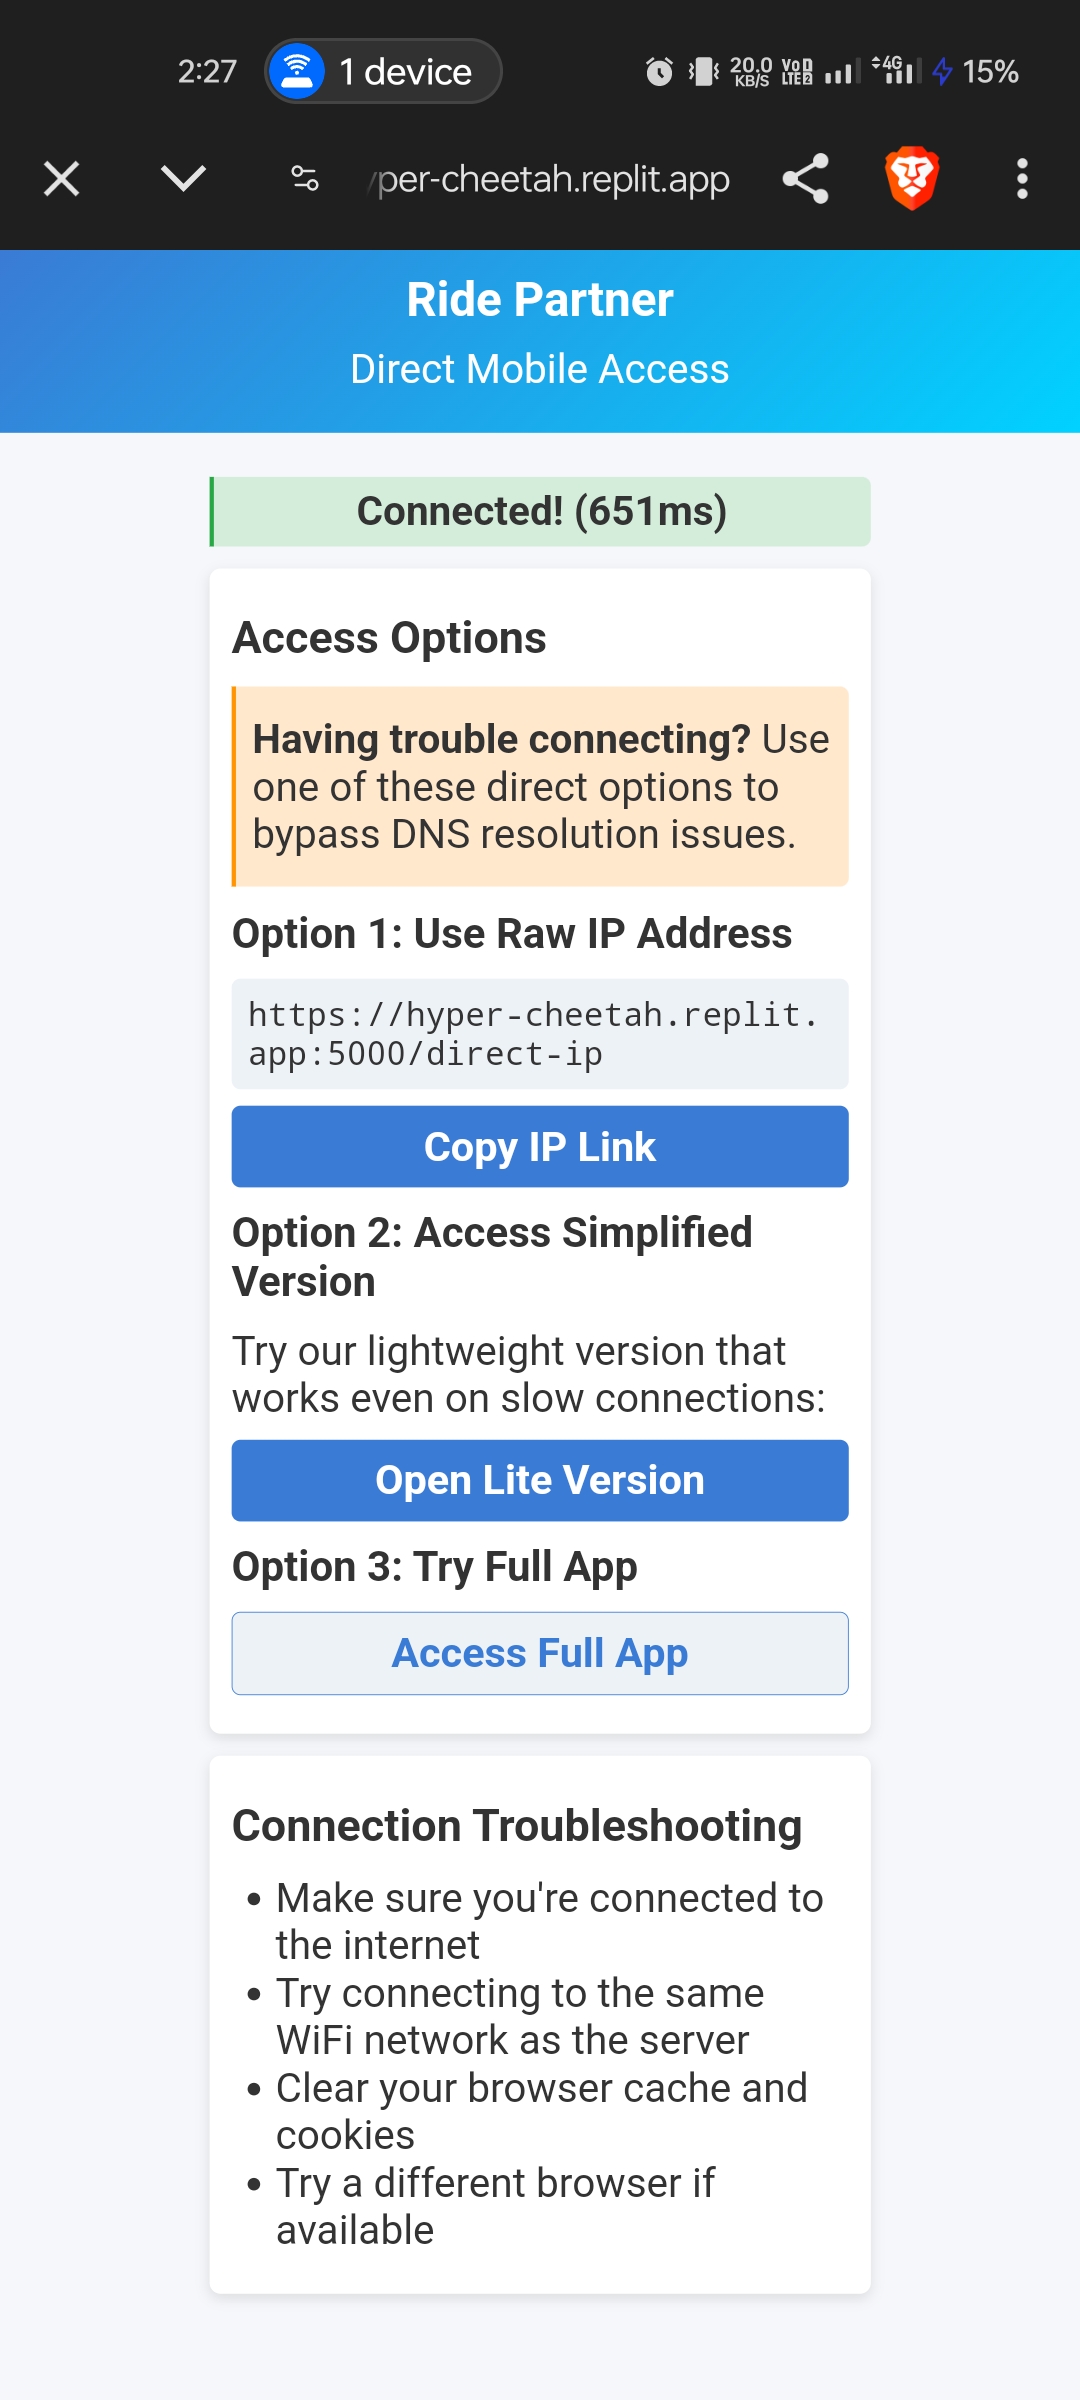 2:27
1 device
20.0
KB/S
Vo
LTE 2
4G
15%
per-cheetah.replit.app
Ride Partner
Direct Mobile Access
Connected! (651ms)
Access Options
Having trouble connecting? Use
one of these direct options to
bypass DNS resolution issues.
Option 1: Use Raw IP Address
https://hyper-cheetah.replit.
app:5000/direct-ip
Copy IP Link
Option 2: Access Simplified
Version
Try our lightweight version that
works even on slow connections:
Open Lite Version
Option 3: Try Full App
Access Full App
Connection Troubleshooting
• Make sure you're connected to
the internet
• Try connecting to the same
WiFi network as the server
• Clear your browser cache and
cookies
• Try a different browser if
available